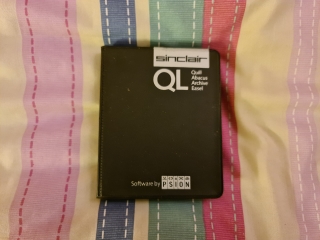 sinclair
QL
Quill
Abacus
Archive
Easel
Software by PSION